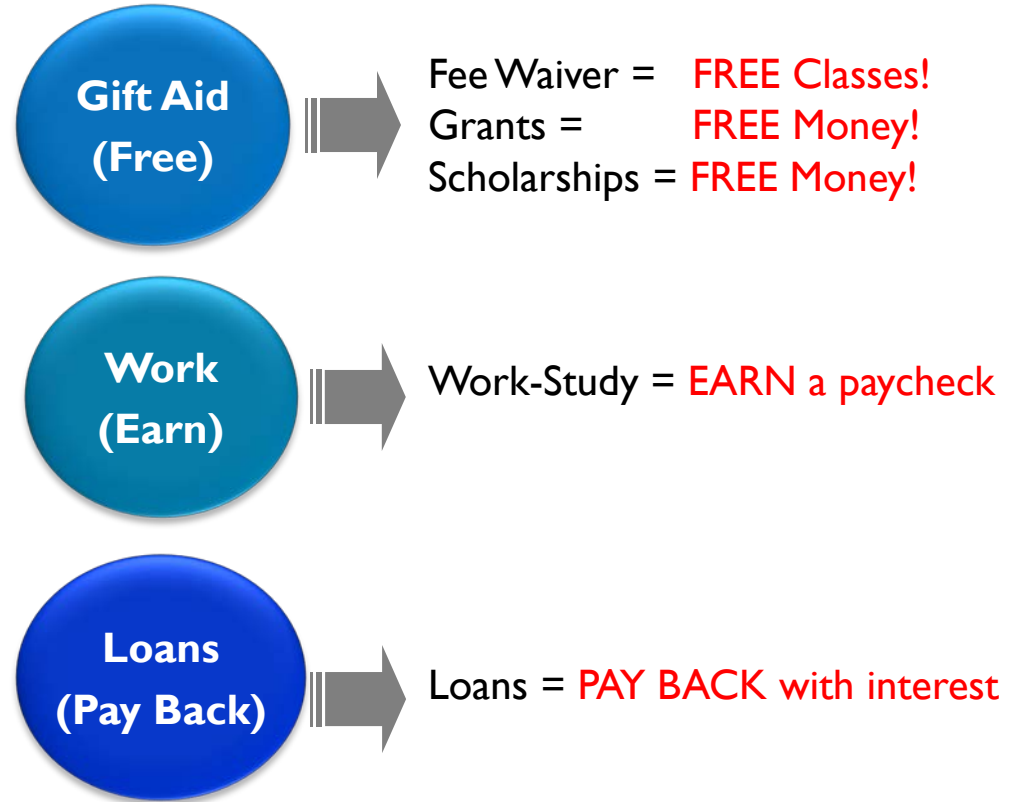 Gift Aid
(Free)
Fee Waiver = FREE Classes!
Grants = FREE Money!
Scholarships = FREE Money!
Work
(Earn)
Work-Study = EARN a paycheck
Loans
(Pay Back)
Loans = PAY BACK with interest